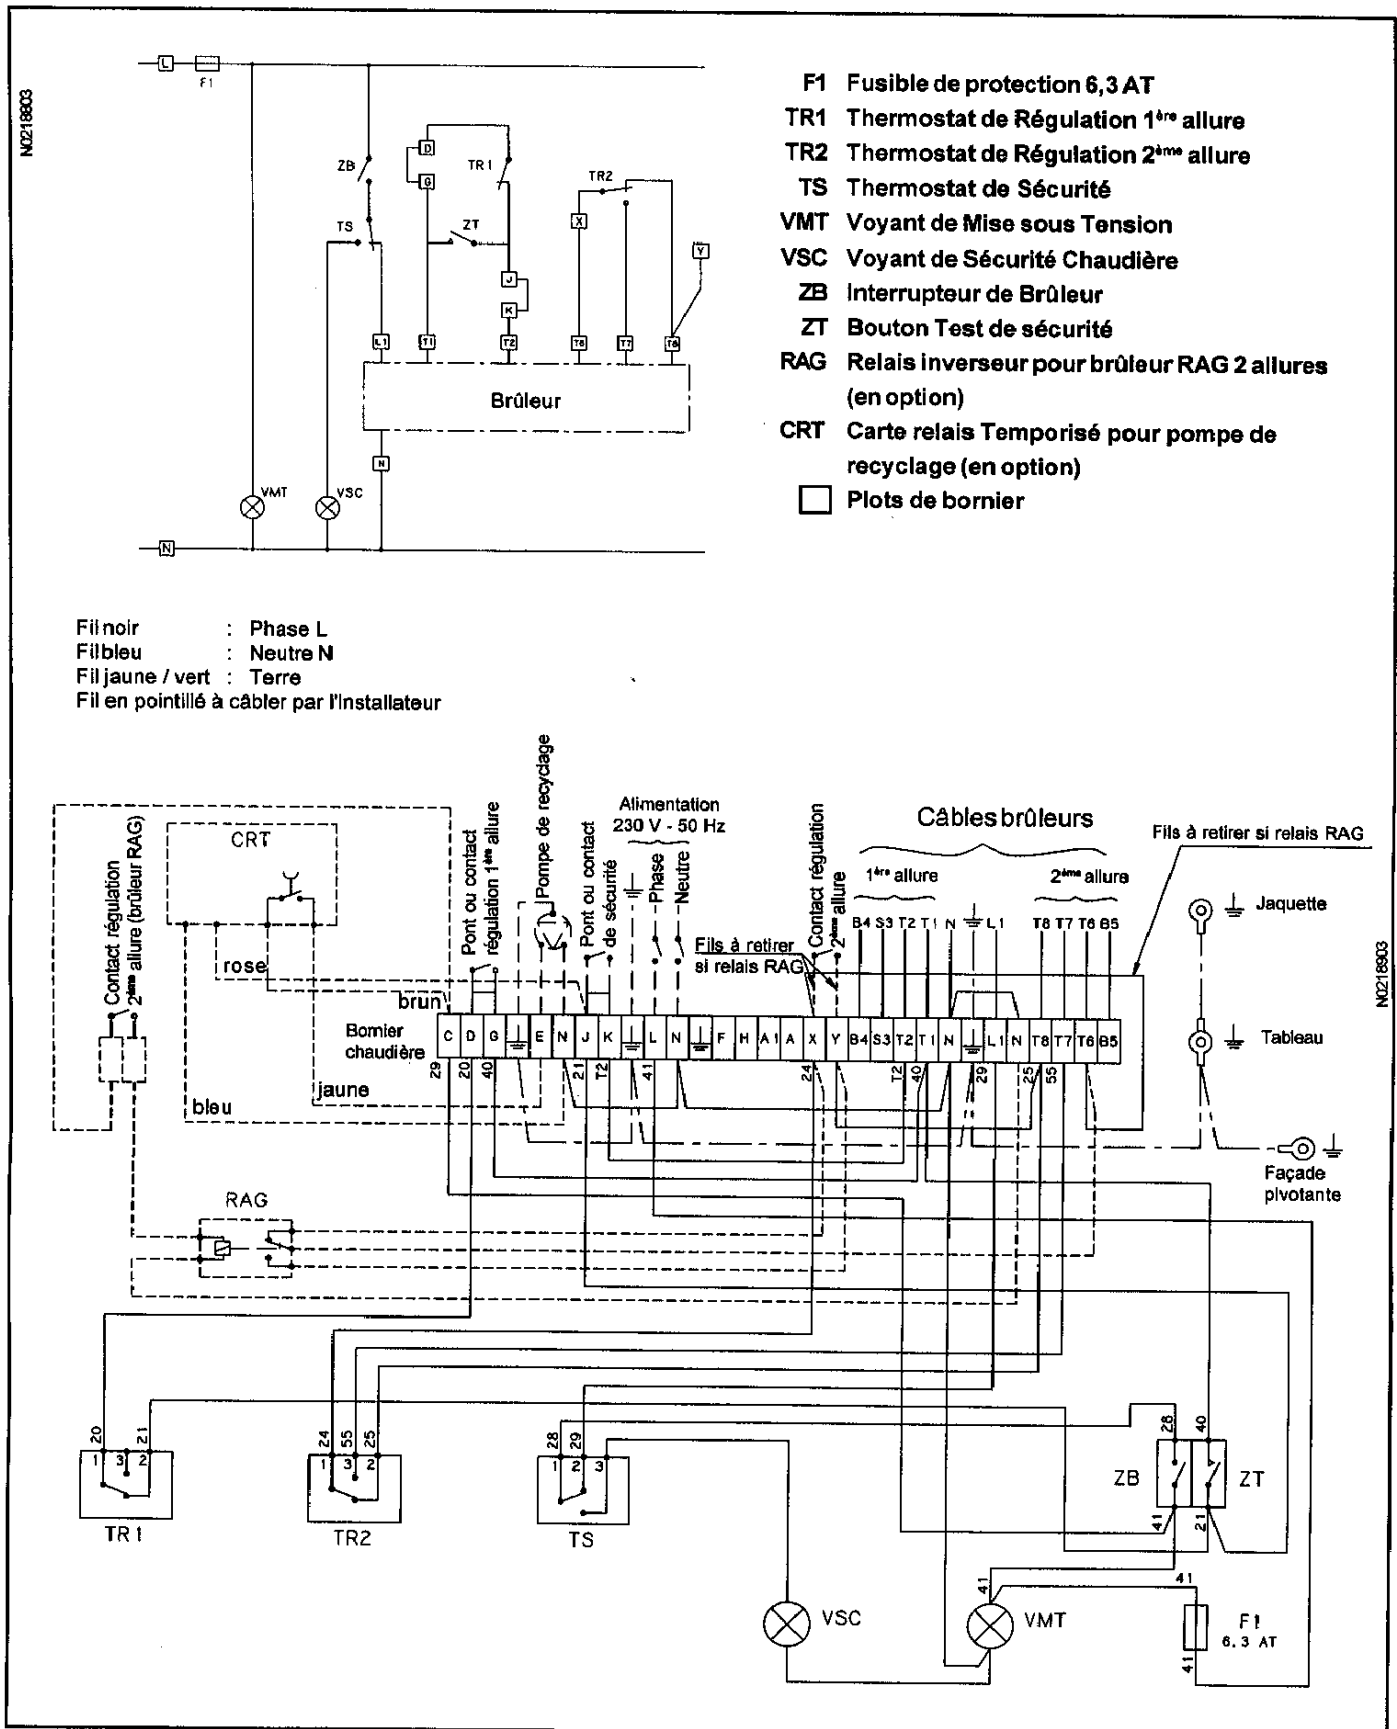 N0218803
L
F1
ZB
TS
D
G
TR1
ZT
J
K
TR2
X
Y
L1
T1
T2
T6
T7
T8
Brûleur
N
VMT
VSC
N
F1 Fusible de protection 6,3 AT
TR1 Thermostat de Régulation 1ère allure
TR2 Thermostat de Régulation 2ème allure
TS Thermostat de Sécurité
VMT Voyant de Mise sous Tension
VSC Voyant de Sécurité Chaudière
ZB Interrupteur de Brûleur
ZT Bouton Test de sécurité
RAG Relais inverseur pour brûleur RAG 2 allures
(en option)
CRT Carte relais Temporisé pour pompe de
recyclage (en option)
Plots de bornier
Fil noir : Phase L
Fil bleu : Neutre N
Fil jaune / vert : Terre
Fil en pointillé à câbler par l'installateur
Contact régulation
2ème allure (brûleur RAG)
CRT
rose
brun
bleu
jaune
Pont ou contact
régulation 1ère allure
Pompe de recyclage
Pont ou contact
de sécurité
Alimentation
230 V - 50 Hz
Phase
Neutre
Fils à retirer
si relais RAG
Contact régulation
2ème allure
Câbles brûleurs
1ère allure
2ème allure
B4 S3 T2 T1 N L1 T8 T7 T6 B5
Fils à retirer si relais RAG
Jaquette
Tableau
Façade
pivotante
N0218903
Bornier
chaudière
C D G E N J K L N F H A1 A X Y B4 S3 T2 T1 N L1 N T8 T7 T6 B5
29 20 40 21 T2 41 24 T2 40 29 25 55
RAG
20 21
1 3 2
TR1
24 55 25
1 3 2
TR2
28 29
1 2 3
TS
28 40
ZB
ZT
41 21
VSC
41
VMT
41
F1
6.3 AT
41